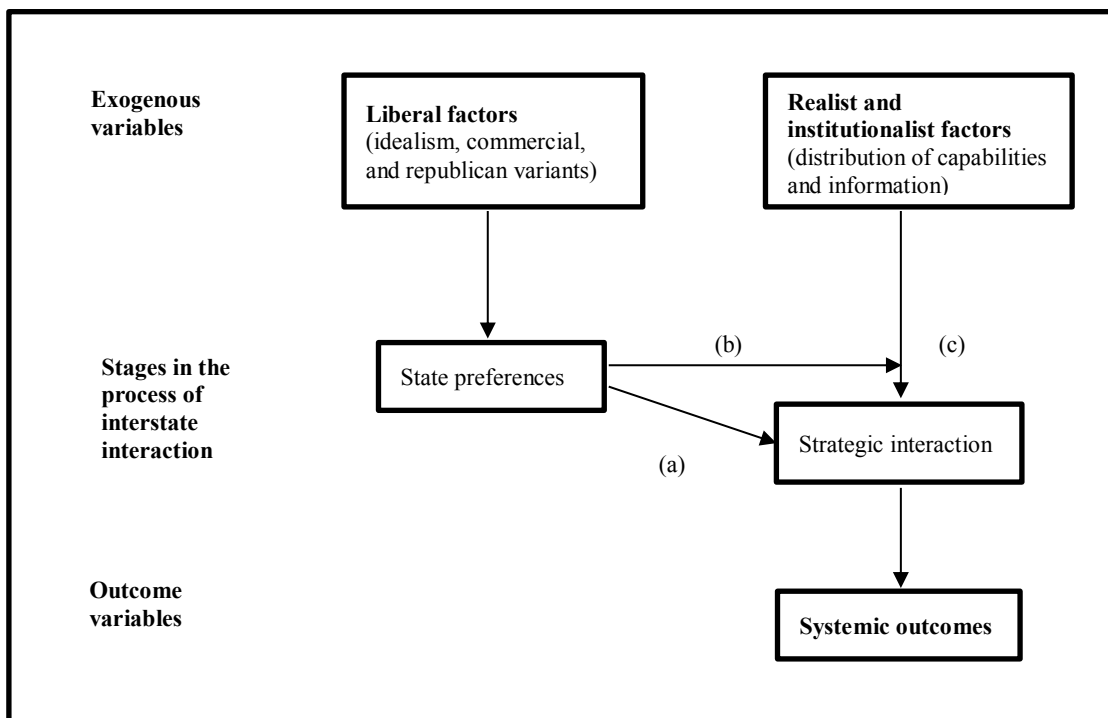 Exogenous
variables
Liberal factors
(idealism, commercial,
and republican variants)
Realist and
institutionalist factors
(distribution of capabilities
and information)
Stages in the
process of
interstate
interaction
State preferences
(b)
(c)
(a)
Strategic interaction
Outcome
variables
Systemic outcomes